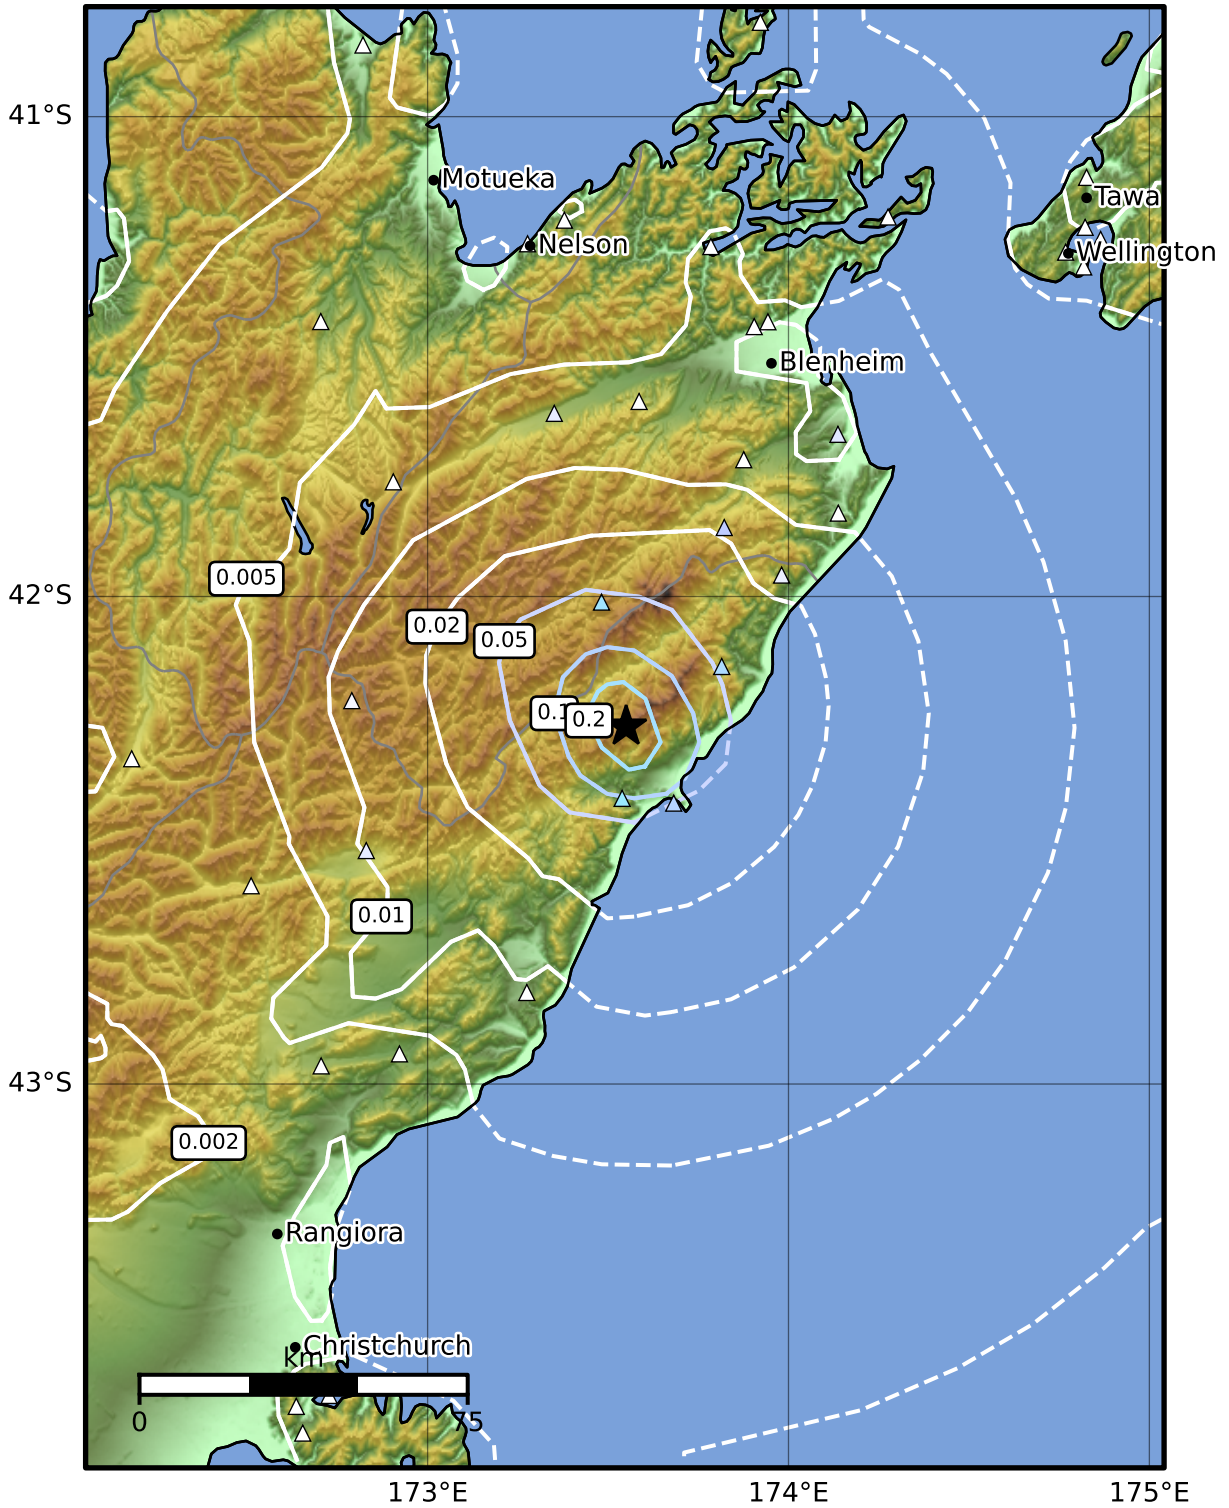 41°S
Motueka
Tawa
Nelson
Wellington
Blenheim
0.005
42°S
0.02
0.05
0.2
0.01
43°S
0.002
Rangiora
Christchurch
km
0
75
173°E
174°E
175°E